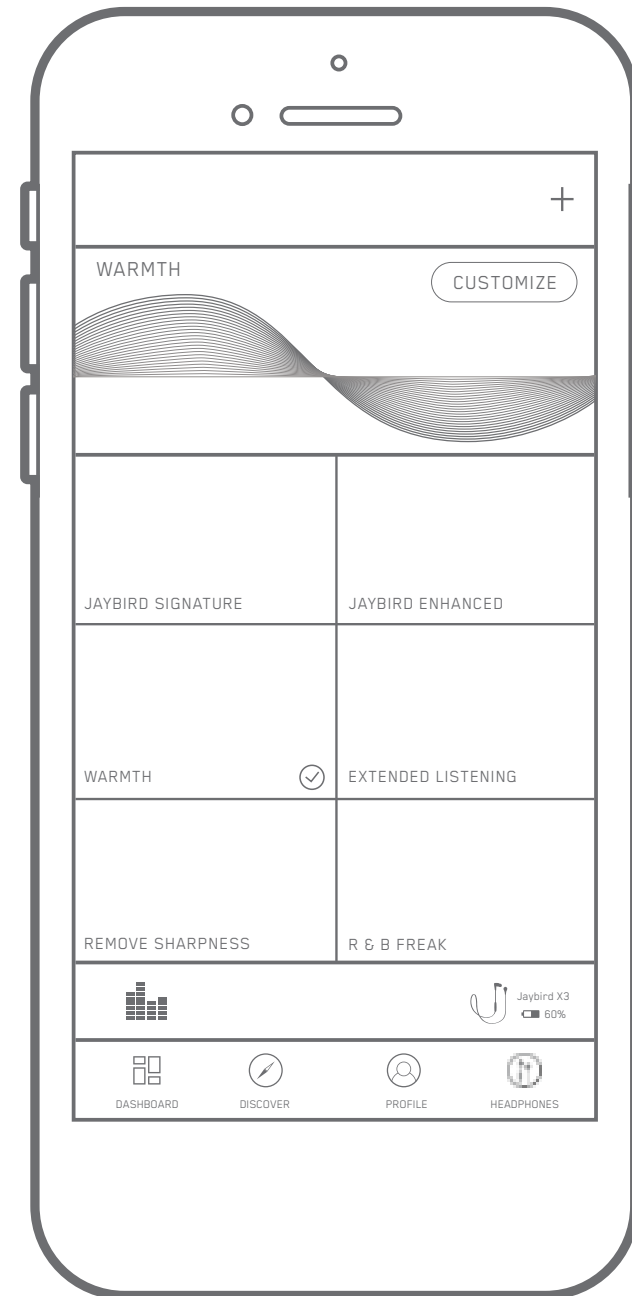 +
WARMTH
CUSTOMIZE
JAYBIRD SIGNATURE
JAYBIRD ENHANCED
WARMTH
EXTENDED LISTENING
REMOVE SHARPNESS
R & B FREAK
Jaybird X3
60%
DASHBOARD
DISCOVER
PROFILE
HEADPHONES